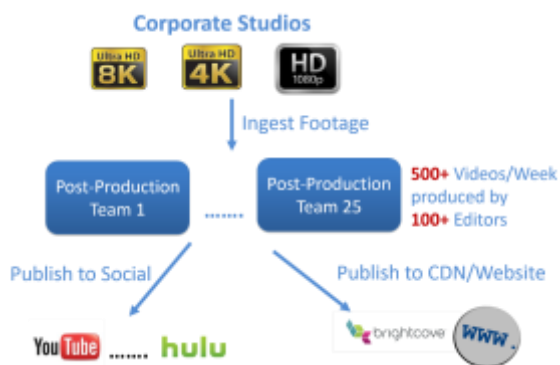 Corporate Studios
Ultra HD
8K
Ultra HD
4K
HD
1080p
Ingest Footage
Post-Production
Team 1
.......
Post-Production
Team 25
500+ Videos/Week
produced by
100+ Editors
Publish to Social
Publish to CDN/Website
YouTube ....... hulu
brightcove
www.